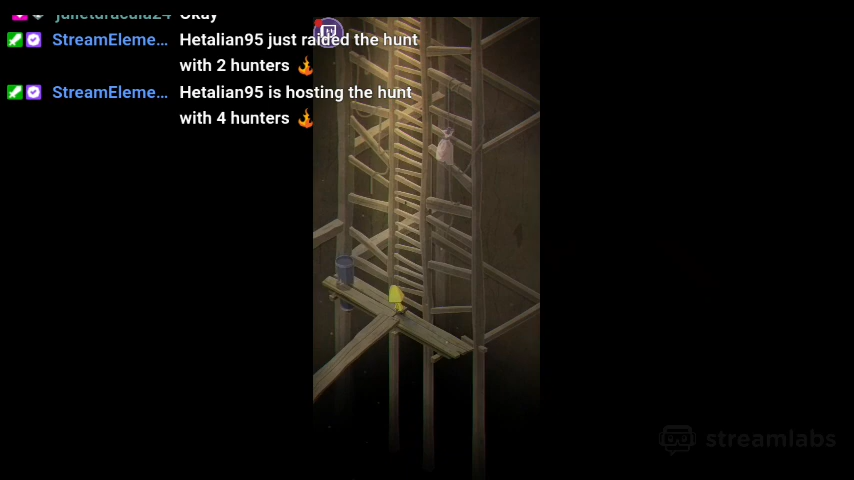 julietdracula24 Okay
StreamEleme... Hetalian95 just raided the hunt
with 2 hunters
StreamEleme... Hetalian95 is hosting the hunt
with 4 hunters
streamlabs